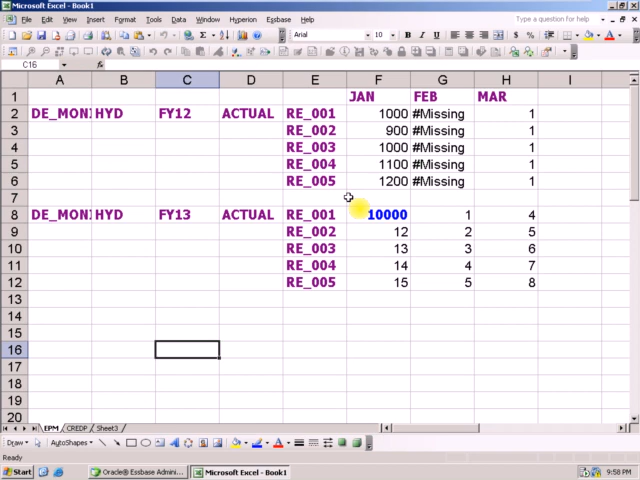 Microsoft Excel - Book1
File Edit View Insert Format Tools Data Window Hyperion Essbase Help
Type a question for help
Arial 10 B I U
C16 fx
A B C D E F G H I
1 JAN FEB MAR
2 DE_MON HYD FY12 ACTUAL RE_001 1000 #Missing 1
3 RE_002 900 #Missing 1
4 RE_003 1000 #Missing 1
5 RE_004 1100 #Missing 1
6 RE_005 1200 #Missing 1
7
8 DE_MON HYD FY13 ACTUAL RE_001 10000 1 4
9 RE_002 12 2 5
10 RE_003 13 3 6
11 RE_004 14 4 7
12 RE_005 15 5 8
13
14
15
16
17
18
19
20
EPM CREDP Sheet3
Draw AutoShapes
Ready
Start Oracle® Essbase Admini... Microsoft Excel - Book1 9:58 PM